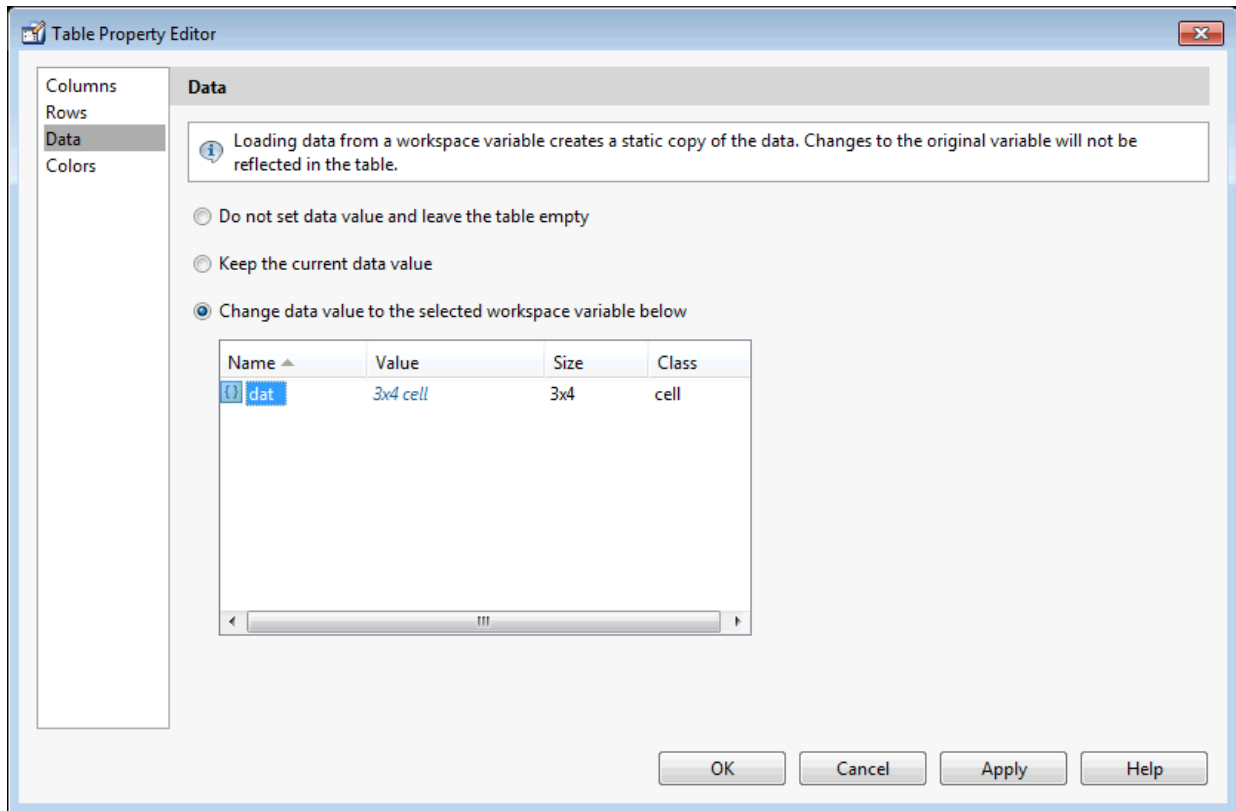 Table Property Editor
Columns
Rows
Data
Colors
Data
Loading data from a workspace variable creates a static copy of the data. Changes to the original variable will not be
reflected in the table.
Do not set data value and leave the table empty
Keep the current data value
Change data value to the selected workspace variable below
Name Value Size Class
{} dat 3x4 cell 3x4 cell
OK Cancel Apply Help